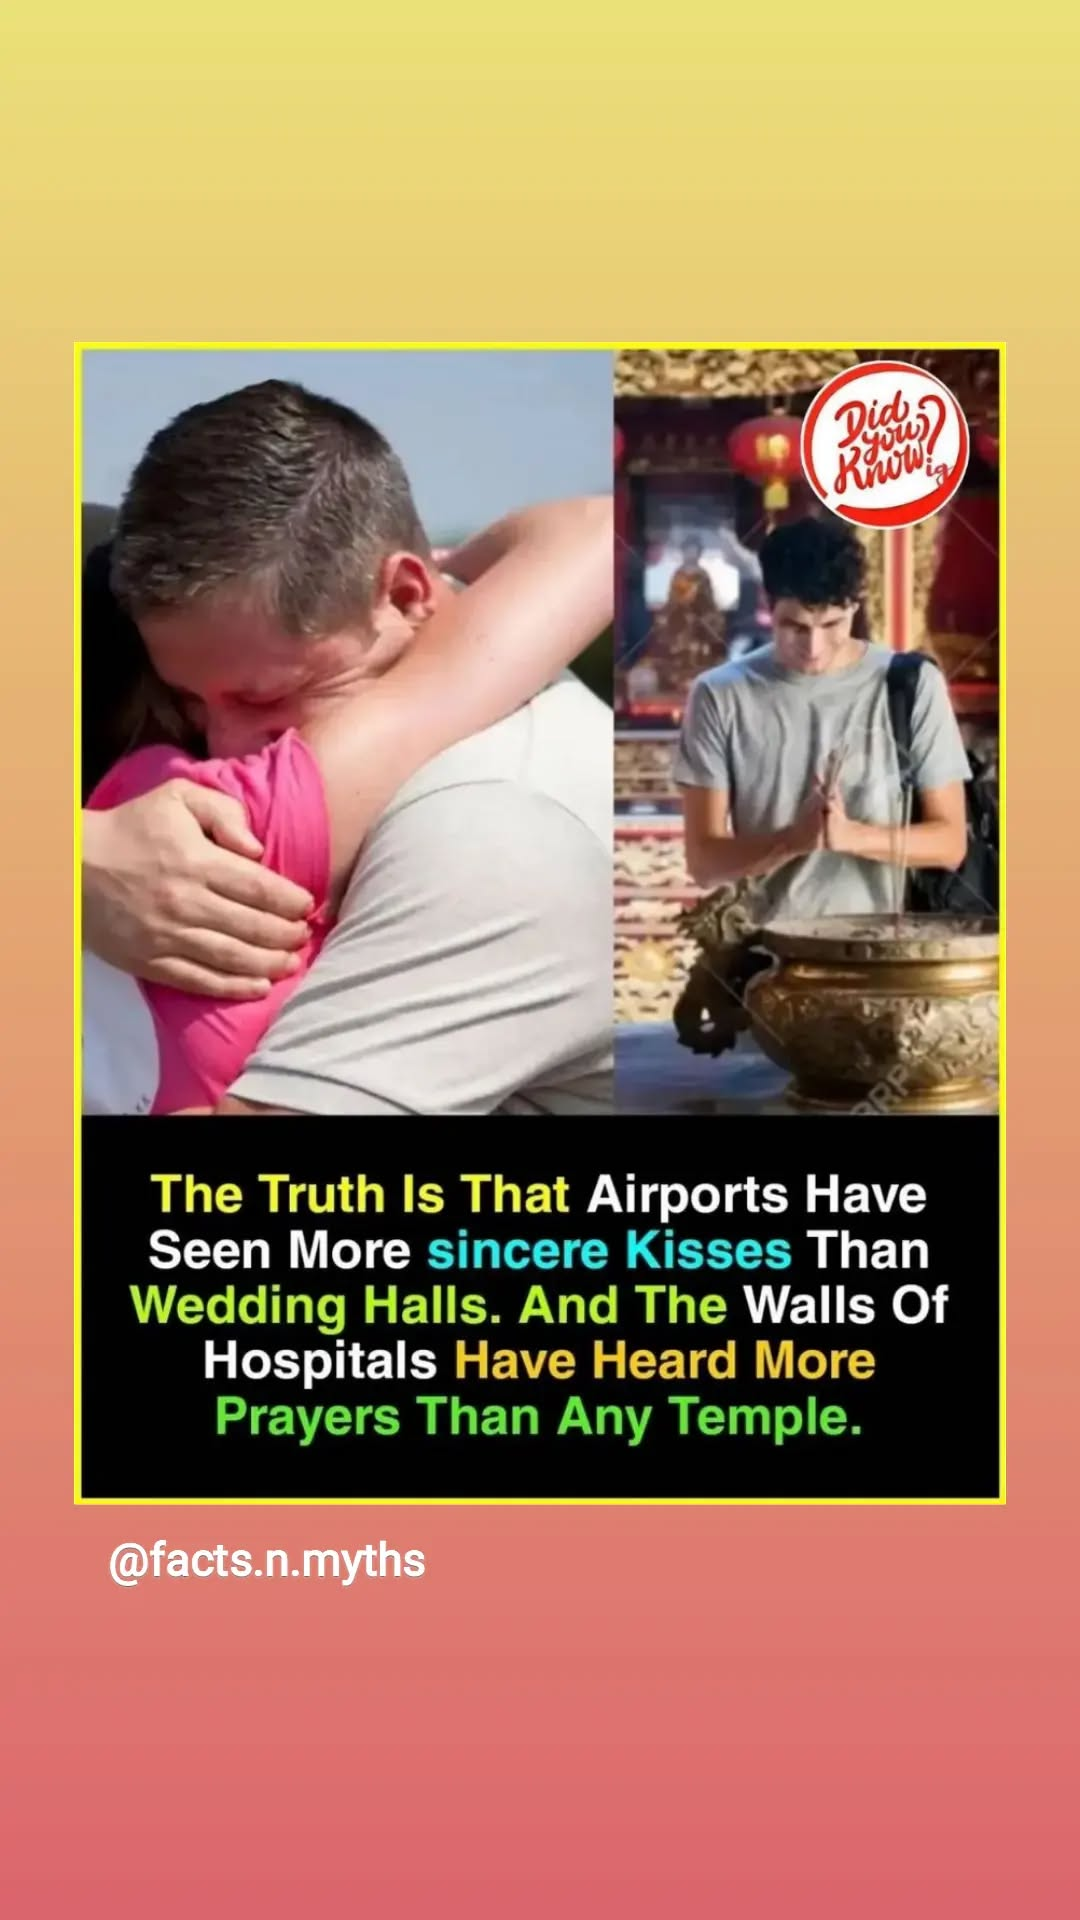 Did
you
Know?
ig
The Truth Is That Airports Have
Seen More sincere Kisses Than
Wedding Halls. And The Walls Of
Hospitals Have Heard More
Prayers Than Any Temple.
@facts.n.myths